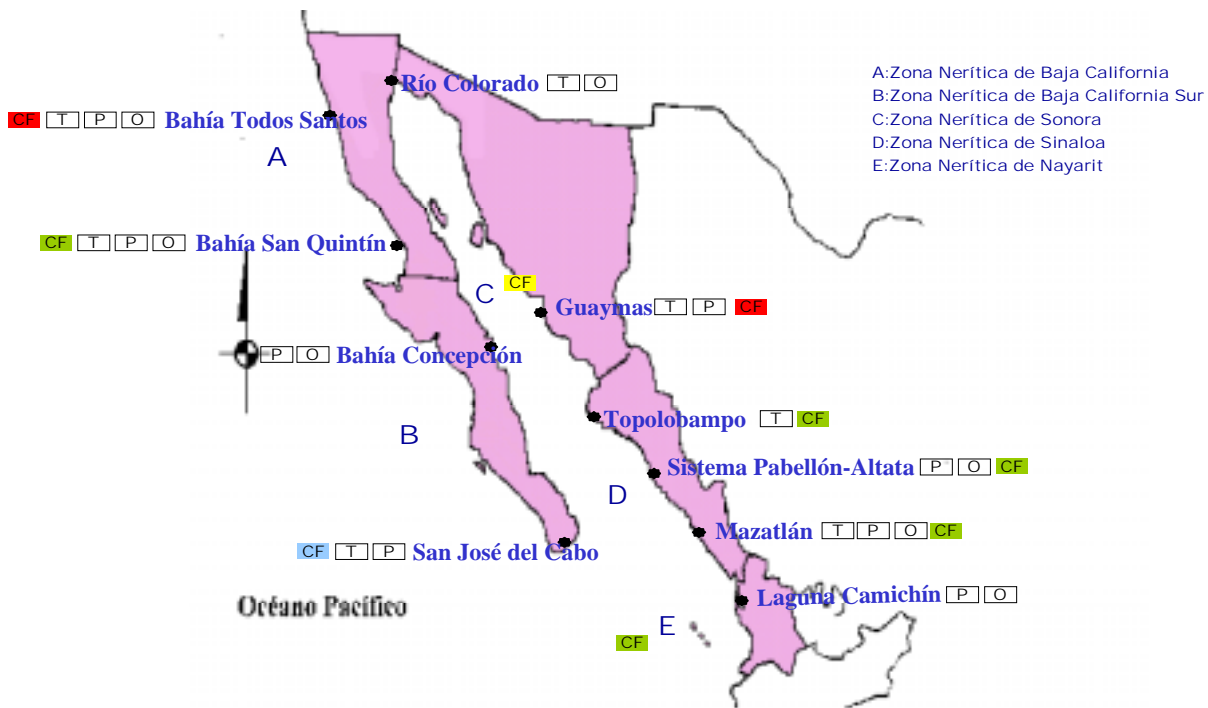 Río Colorado T O
A:Zona Nerítica de Baja California
B:Zona Nerítica de Baja California Sur
C:Zona Nerítica de Sonora
D:Zona Nerítica de Sinaloa
E:Zona Nerítica de Nayarit
CF T P O Bahía Todos Santos
A
CF T P O Bahía San Quintín
C CF
Guaymas T P CF
P O Bahía Concepción
Topolobampo T CF
B
Sistema Pabellón-Altata P O CF
D
Mazatlán T P O CF
CF T P San José del Cabo
Laguna Camichín P O
Océano Pacífico
E
CF